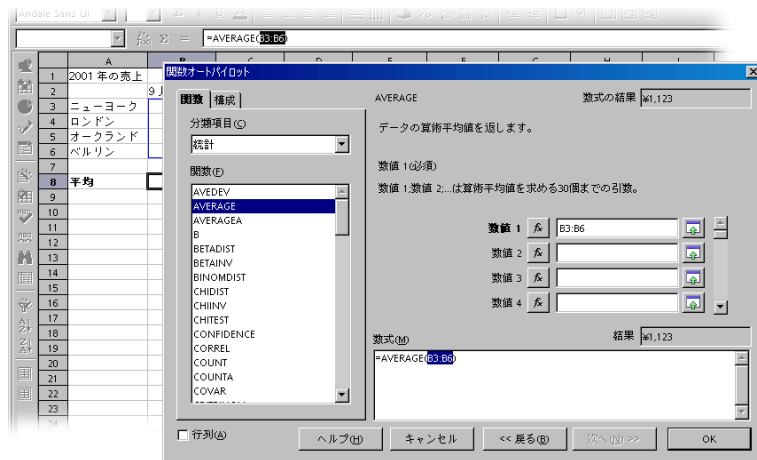 Andale Sans UI
=AVERAGE(B3:B6)
A
1 2001 年の売上
2
3 ニューヨーク
4 ロンドン
5 オークランド
6 ベルリン
7
8 平均
9
10
11
12
13
14
15
16
17
18
19
20
21
22
23
24
関数オートパイロット
関数 構成
分類項目(C)
統計
関数(F)
AVEDEV
AVERAGE
AVERAGEA
B
BETADIST
BETAINV
BINOMDIST
CHIDIST
CHIINV
CHITEST
CONFIDENCE
CORREL
COUNT
COUNTA
COVAR
AVERAGE 数式の結果 ¥1,123
データの算術平均値を返します。
数値 1(必須)
数値 1;数値 2;...は算術平均値を求める30個までの引数。
数値 1 fx B3:B6
数値 2 fx
数値 3 fx
数値 4 fx
数式(M) 結果 ¥1,123
=AVERAGE(B3:B6)
行列(A) ヘルプ(H) キャンセル << 戻る(B) 次へ(N) >> OK